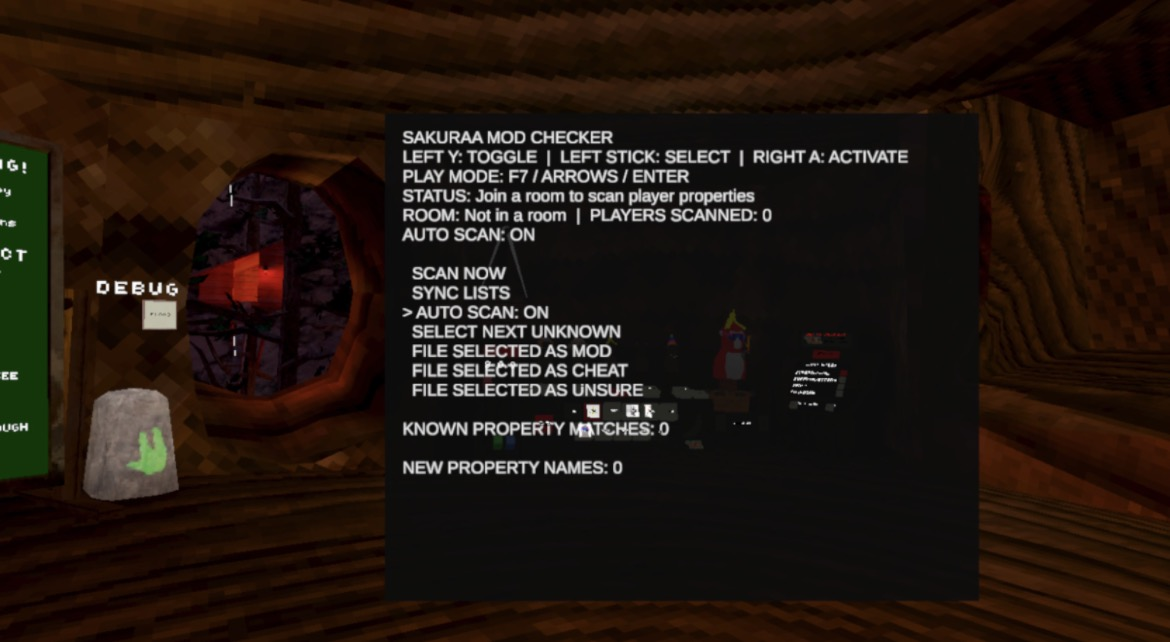 SAKURAA MOD CHECKER
LEFT Y: TOGGLE | LEFT STICK: SELECT | RIGHT A: ACTIVATE
PLAY MODE: F7 / ARROWS / ENTER
STATUS: Join a room to scan player properties
ROOM: Not in a room | PLAYERS SCANNED: 0
AUTO SCAN: ON
SCAN NOW
SYNC LISTS
> AUTO SCAN: ON
SELECT NEXT UNKNOWN
FILE SELECTED AS MOD
FILE SELECTED AS CHEAT
FILE SELECTED AS UNSURE
KNOWN PROPERTY MATCHES: 0
NEW PROPERTY NAMES: 0
DEBUG